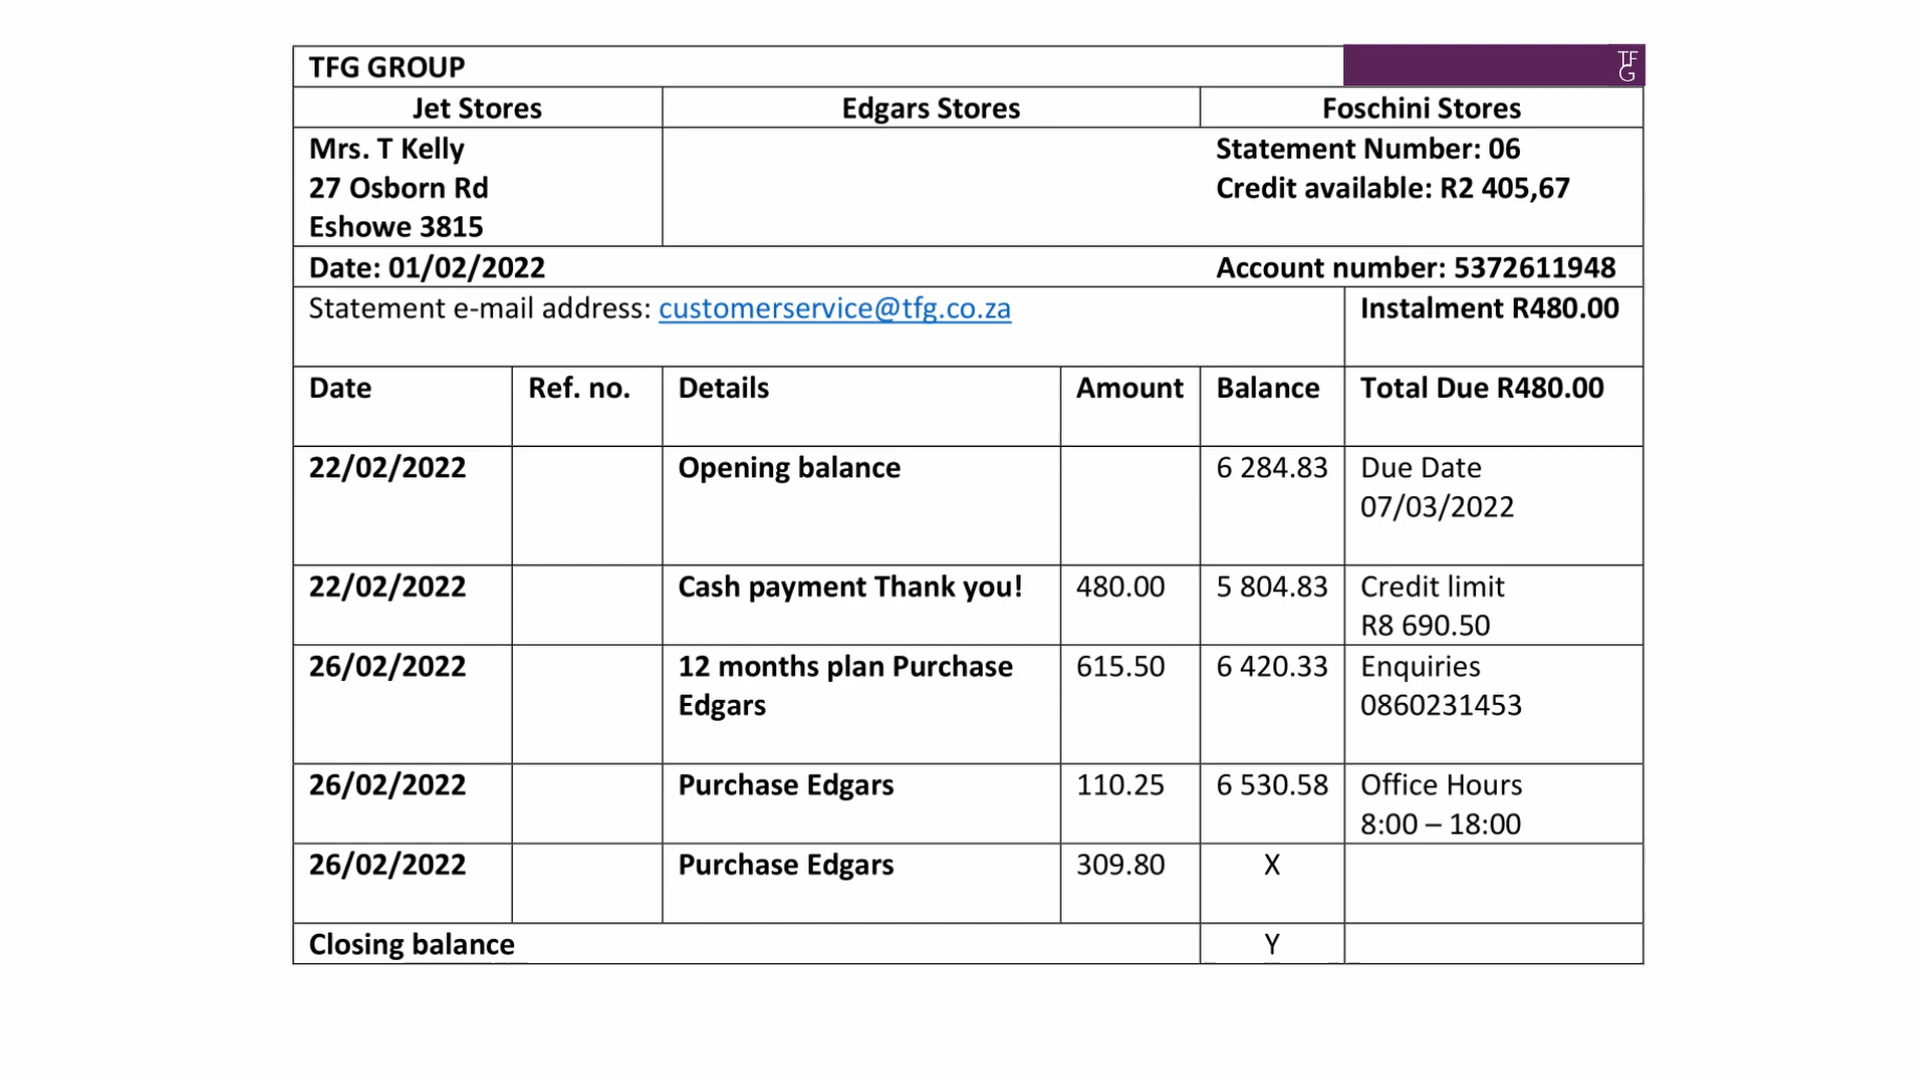 TFG GROUP
TF
G
Jet Stores Edgars Stores Foschini Stores
Mrs. T Kelly
27 Osborn Rd
Eshowe 3815
Statement Number: 06
Credit available: R2 405,67
Date: 01/02/2022 Account number: 5372611948
Statement e-mail address: customerservice@tfg.co.za Instalment R480.00
Date Ref. no. Details Amount Balance Total Due R480.00
22/02/2022 Opening balance 6 284.83 Due Date
07/03/2022
22/02/2022 Cash payment Thank you! 480.00 5 804.83 Credit limit
R8 690.50
26/02/2022 12 months plan Purchase 615.50 6 420.33 Enquiries
Edgars 0860231453
26/02/2022 Purchase Edgars 110.25 6 530.58 Office Hours
8:00 – 18:00
26/02/2022 Purchase Edgars 309.80 X
Closing balance Y